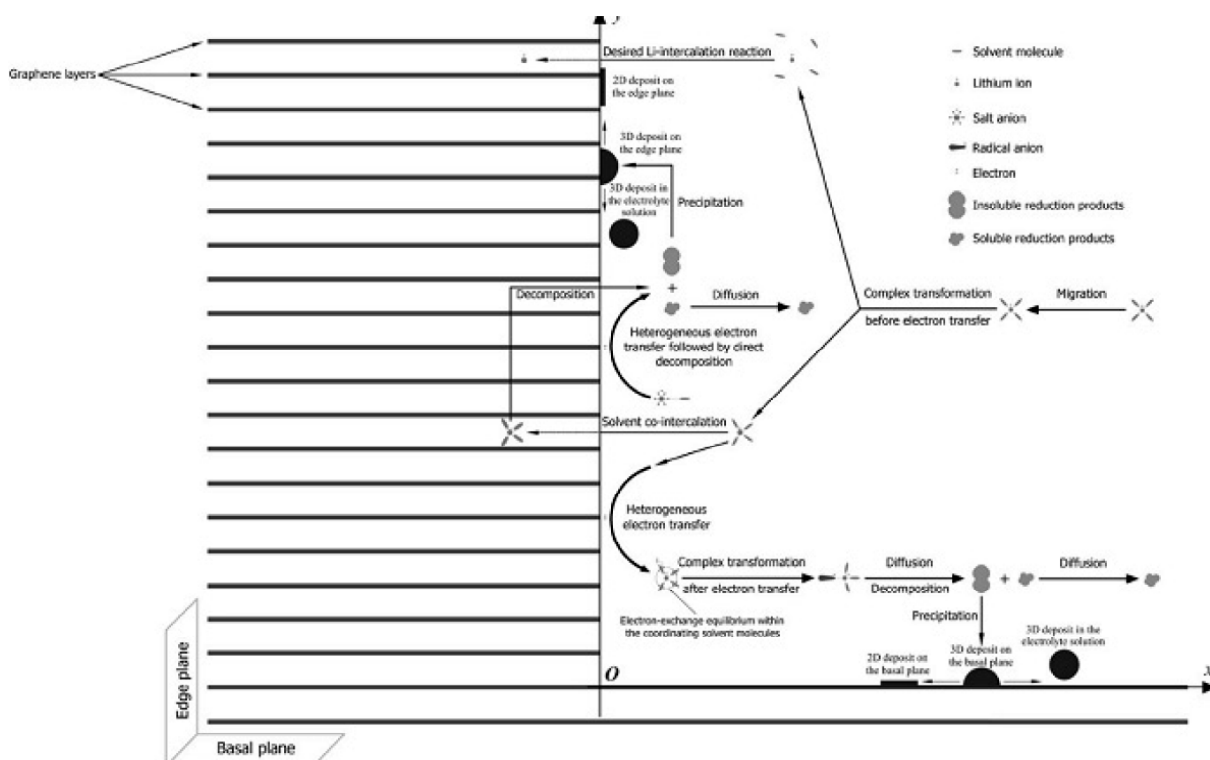 y
Desired Li-intercalation reaction
Graphene layers
2D deposit on
the edge plane
3D deposit on
the edge plane
3D deposit in
the electrolyte
solution
Precipitation
Solvent molecule
Lithium ion
Salt anion
Radical anion
Electron
Insoluble reduction products
Soluble reduction products
Decomposition
+
Diffusion
Complex transformation
before electron transfer
Migration
Heterogeneous electron
transfer followed by direct
decomposition
Solvent co-intercalation
Heterogeneous
electron transfer
Complex transformation
after electron transfer
Diffusion
Decomposition
+
Diffusion
Electron-exchange equilibrium within
the coordinating solvent molecules
Precipitation
2D deposit on
the basal plane
3D deposit on
the basal plane
3D deposit in the
electrolyte solution
O
x
Edge plane
Basal plane